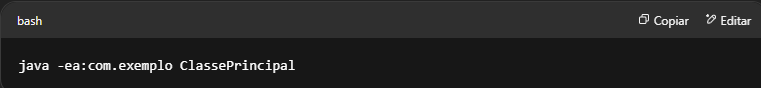 bash
Copiar
Editar
java -ea:com.exemplo ClassePrincipal